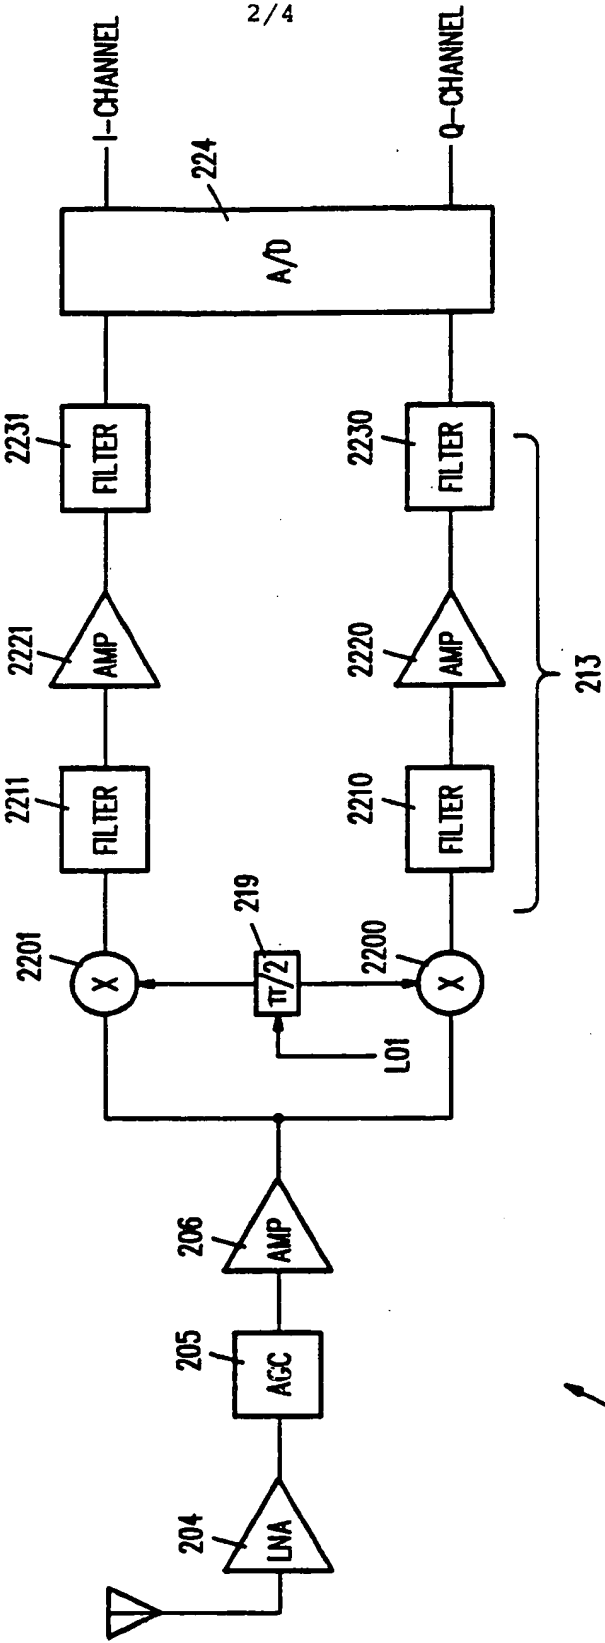 2/4
204
LNA
205
AGC
206
AMP
2201
X
219
π/2
LO1
2200
X
2211
FILTER
2221
AMP
2231
FILTER
2210
FILTER
2220
AMP
2230
FILTER
213
224
A/D
I-CHANNEL
Q-CHANNEL